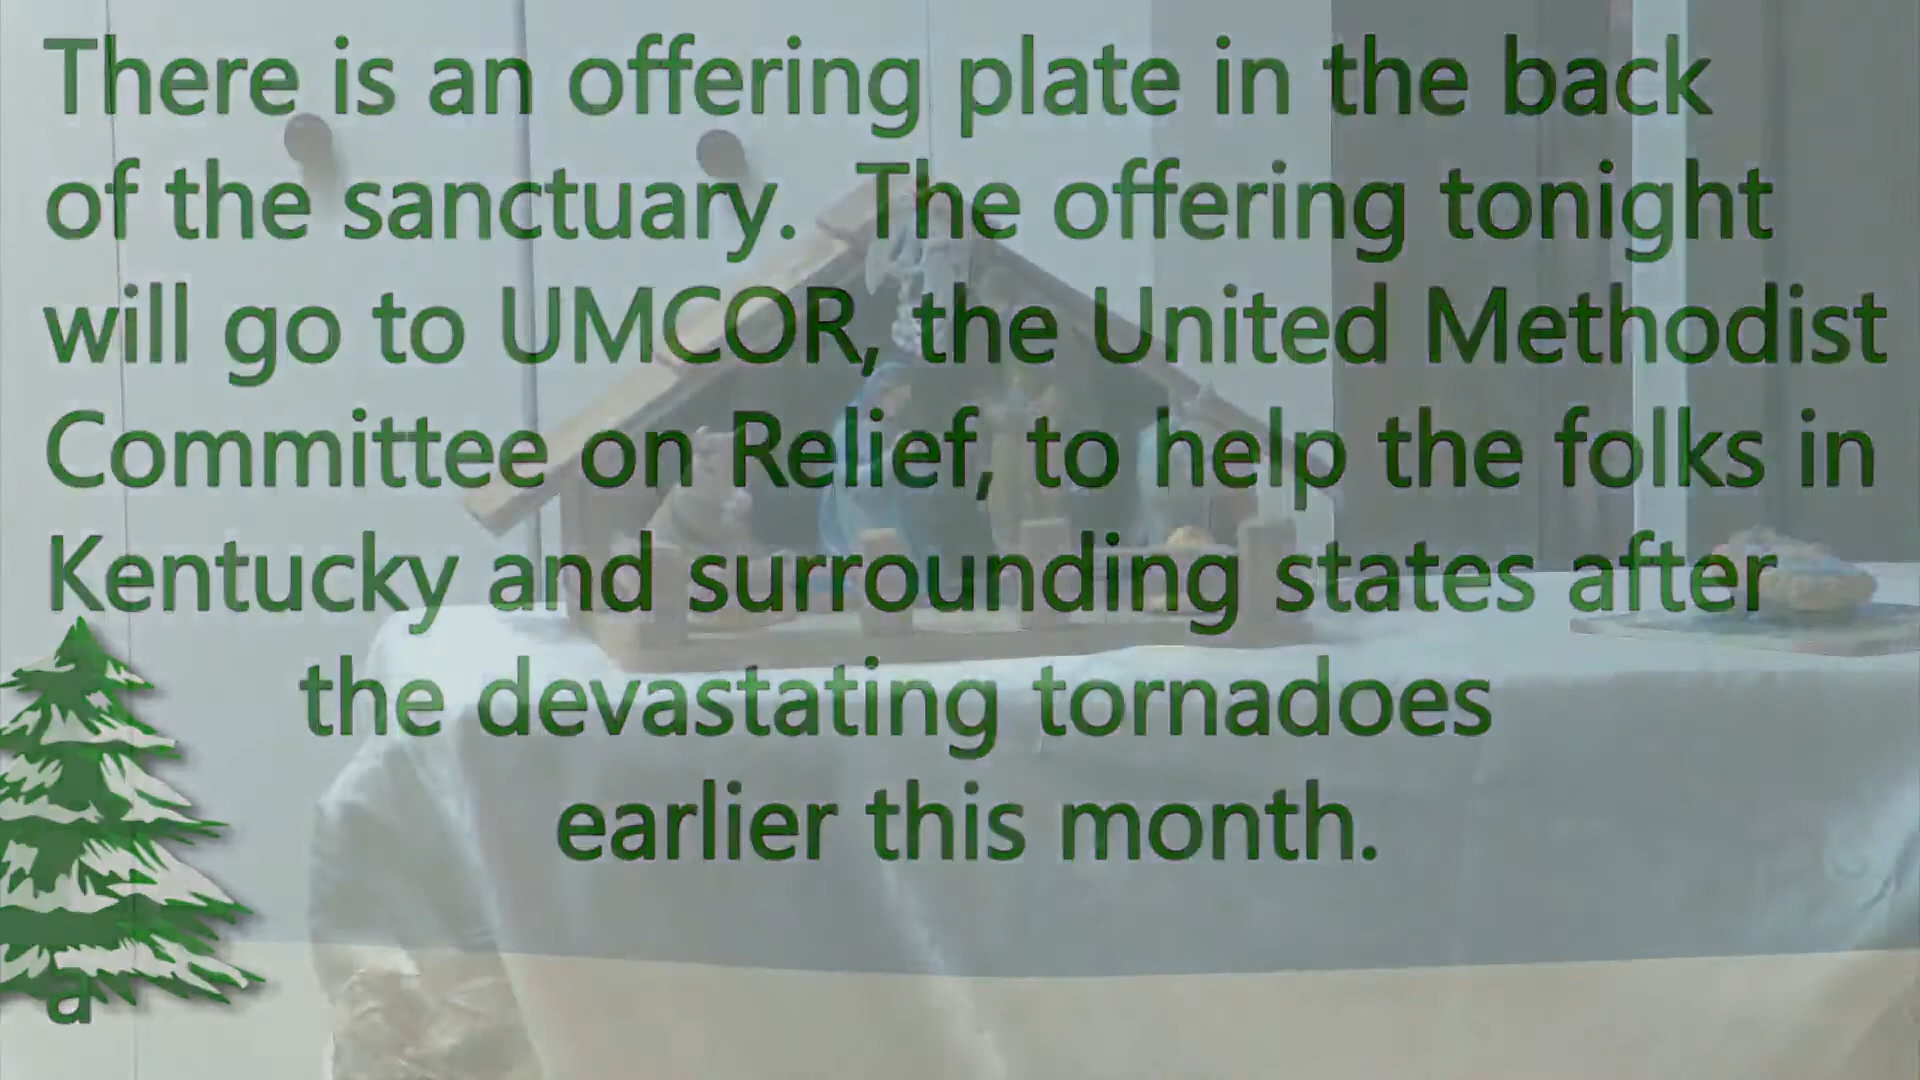 There is an offering plate in the back
of the sanctuary.  The offering tonight
will go to UMCOR, the United Methodist
Committee on Relief, to help the folks in
Kentucky and surrounding states after
the devastating tornadoes
earlier this month.
a